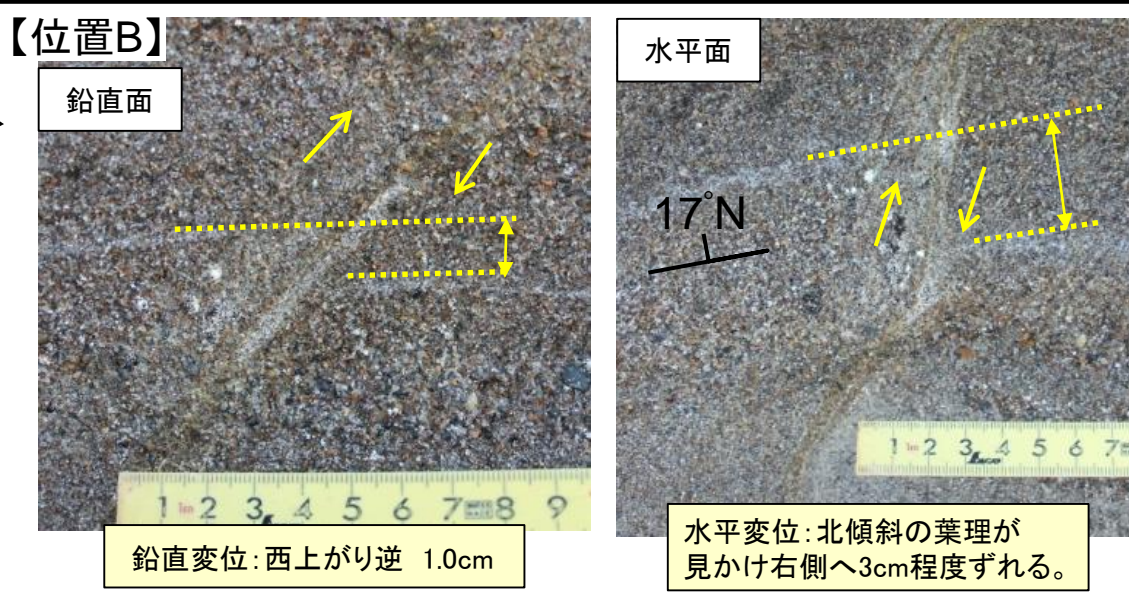 【位置B】
鉛直面
水平面
17°N
1 1m 2 3 4 5 6 7 8 9
1 1m 2 3 4 5 6 7
鉛直変位:西上がり逆 1.0cm
水平変位:北傾斜の葉理が
見かけ右側へ3cm程度ずれる。